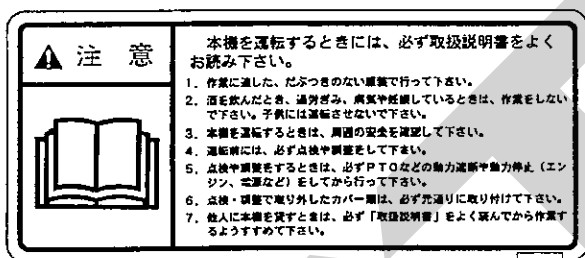 注 意
本機を運転するときには、必ず取扱説明書をよく
お読み下さい。
1. 作業に適した、だぶつきのない服装で行って下さい。
2. 酒を飲んだとき、過労ぎみ、病気や妊娠しているときは、作業をしない
で下さい。子供には運転させないで下さい。
3. 本機を運転するときは、周囲の安全を確認して下さい。
4. 運転前には、必ず点検や調整をして下さい。
5. 点検や調整をするときは、必ずPTOなどの動力遮断や動力停止（エン
ジン、電源など）をしてから行って下さい。
6. 点検・調整で取り外したカバー類は、必ず元通りに取り付けて下さい。
7. 他人に本機を貸すときは、必ず「取扱説明書」をよく読んでから作業す
るようすすめて下さい。